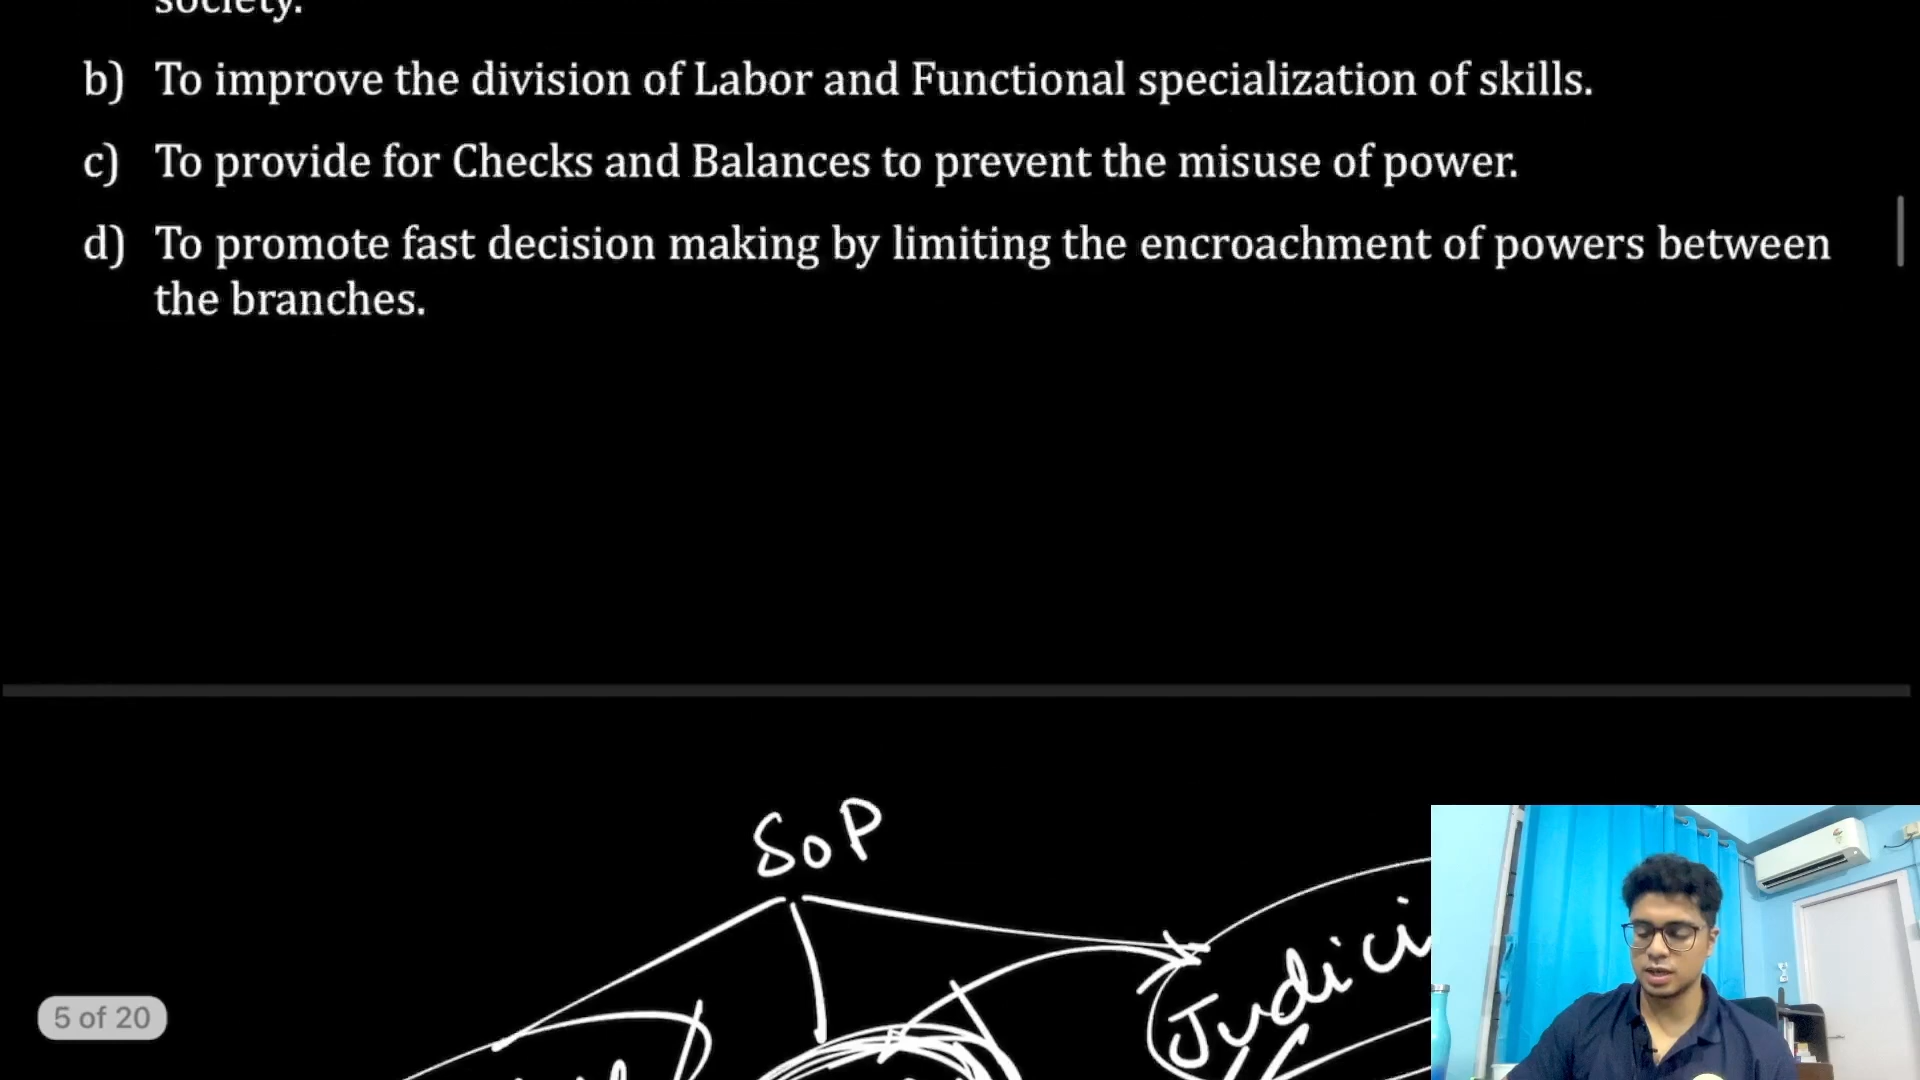 society.
b) To improve the division of Labor and Functional specialization of skills.
c) To provide for Checks and Balances to prevent the misuse of power.
d) To promote fast decision making by limiting the encroachment of powers between
the branches.
SOP
Judici
5 of 20